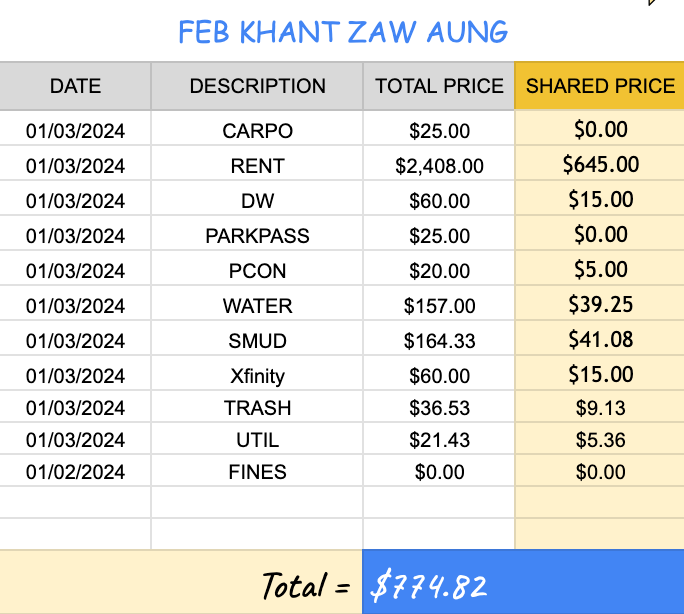 FEB KHANT ZAW AUNG
DATE DESCRIPTION TOTAL PRICE SHARED PRICE
01/03/2024 CARPO $25.00 $0.00
01/03/2024 RENT $2,408.00 $645.00
01/03/2024 DW $60.00 $15.00
01/03/2024 PARKPASS $25.00 $0.00
01/03/2024 PCON $20.00 $5.00
01/03/2024 WATER $157.00 $39.25
01/03/2024 SMUD $164.33 $41.08
01/03/2024 Xfinity $60.00 $15.00
01/03/2024 TRASH $36.53 $9.13
01/03/2024 UTIL $21.43 $5.36
01/02/2024 FINES $0.00 $0.00
Total = $774.82